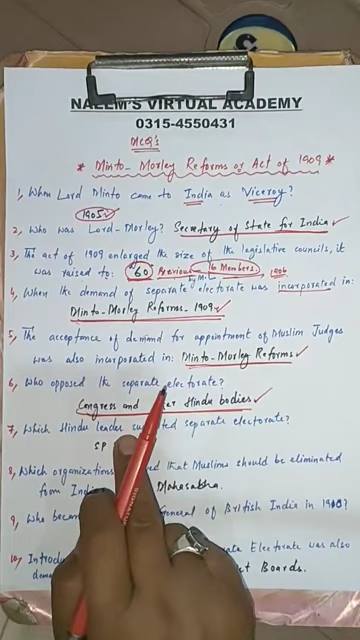 NAEEM'S VIRTUAL ACADEMY
0315-4550431
MCQ's
* Minto-Morley Reforms or Act of 1909 *
1, When Lord Minto came to India as Viceroy?
1905
2, Who was Lord-Morley? Secretary of State for India
3, The act of 1909 enlarged the size of the legislative councils, it
was raised to: 60 Previous 16 Members,
4, When the demand of separate electorate was incorporated in:
Minto-Morley Reforms-1909
5, The acceptance of demand for appointment of Muslim Judges
was also incorporated in: Minto-Morley Reforms
6, Who opposed the separate electorate?
Congress and Hindu bodies
7, Which Hindu leader separate electorate?
SP
8, Which organizations that Muslims should be eliminated
from Mahasabha.
9, Who General of British India in
10, Electorate was also
Boards.